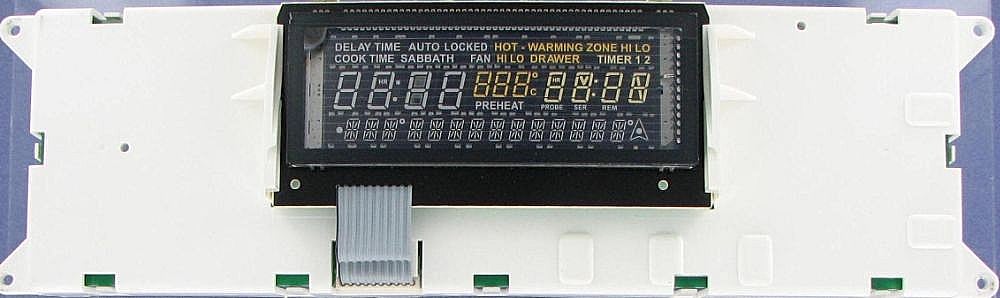 DELAY TIME AUTO LOCKED HOT - WARMING ZONE HI LO
COOK TIME SABBATH FAN HI LO DRAWER TIMER 1 2
HR
°C
PREHEAT PROBE SER REM